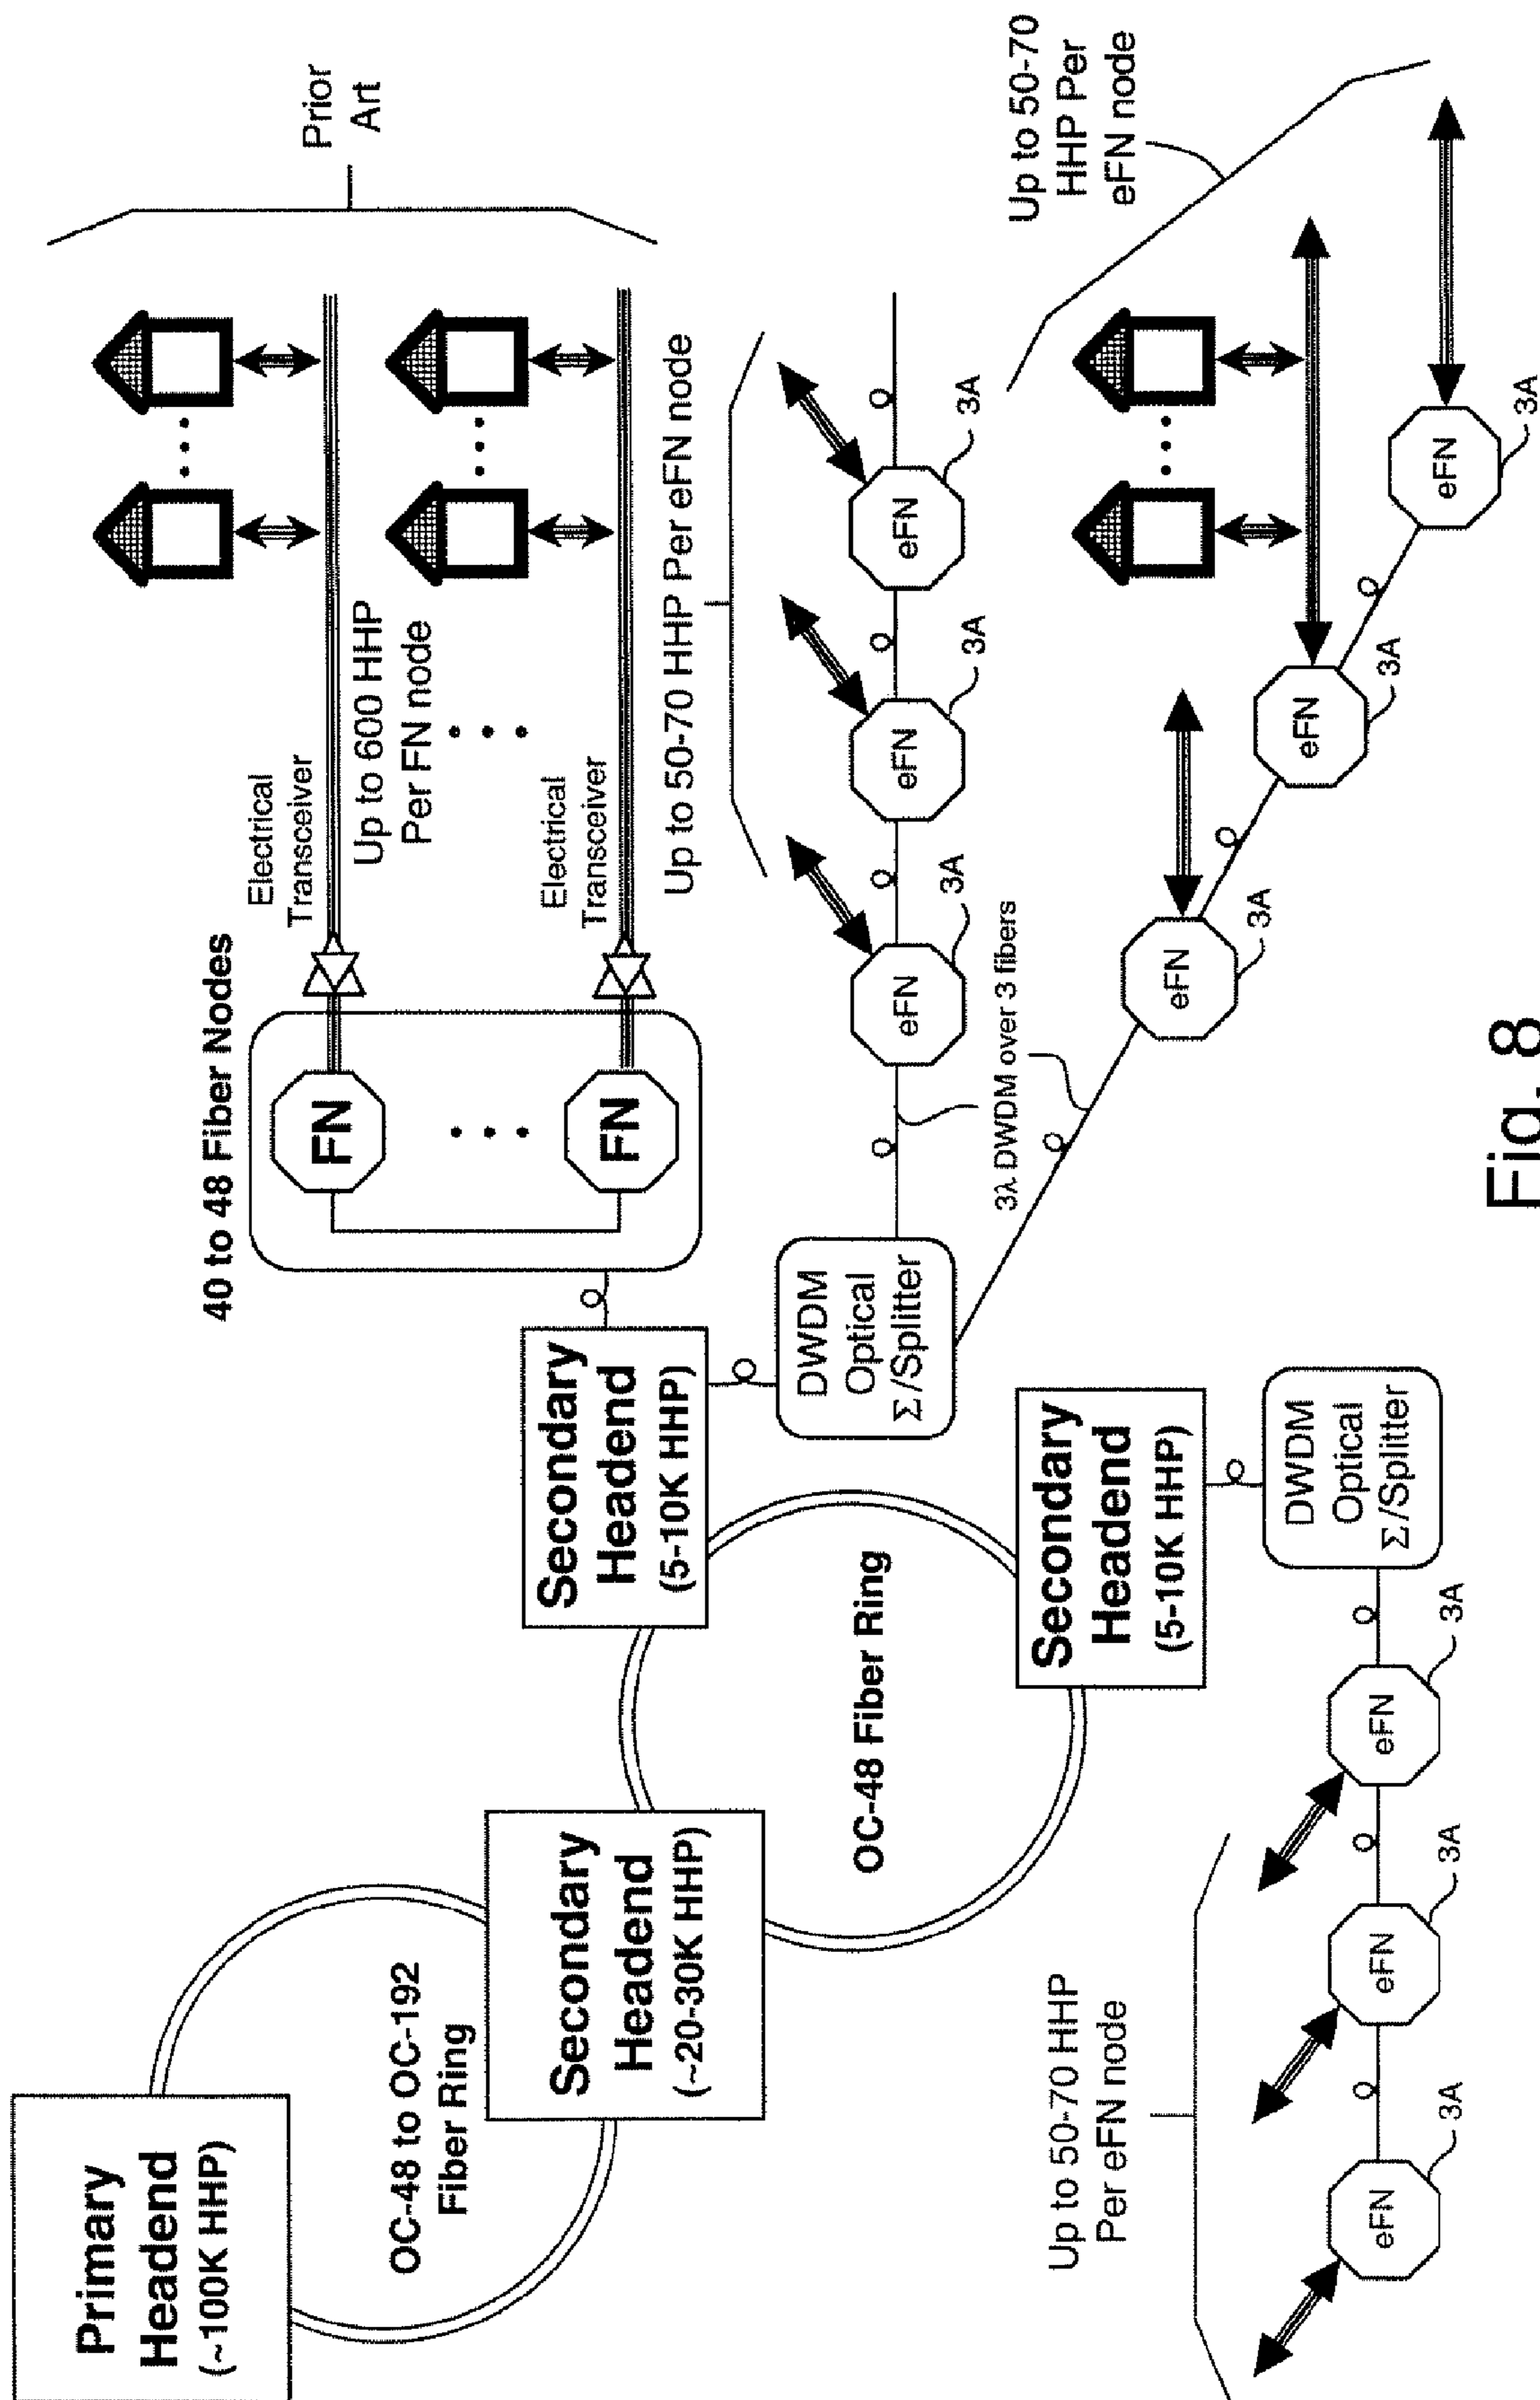 Primary
Headend
(~100K HHP)
OC-48 to OC-192
Fiber Ring
Secondary
Headend
(~20-30K HHP)
OC-48 Fiber Ring
Secondary
Headend
(5-10K HHP)
Secondary
Headend
(5-10K HHP)
40 to 48 Fiber Nodes
FN
FN
Electrical
Transceiver
Up to 600 HHP
Per FN node
Electrical
Transceiver
Prior
Art
DWDM
Optical
Σ/Splitter
Up to 50-70 HHP Per eFN node
eFN
3A
eFN
3A
eFN
3A
3λ DWDM over 3 fibers
eFN
3A
eFN
3A
eFN
3A
Up to 50-70
HHP Per
eFN node
DWDM
Optical
Σ/Splitter
Up to 50-70 HHP
Per eFN node
eFN
3A
eFN
3A
eFN
3A
Fig. 8